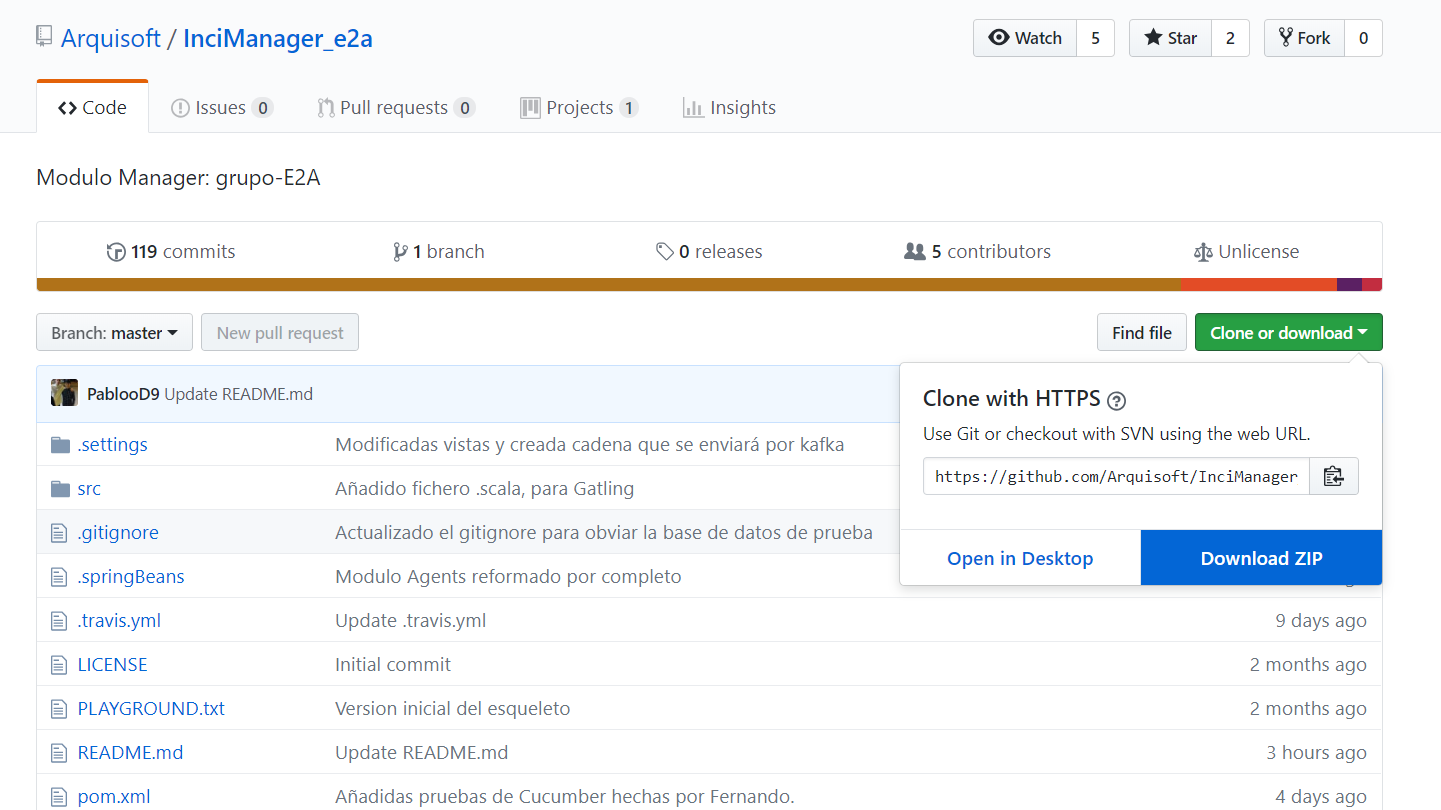 Arquisoft / InciManager_e2a
Watch 5 Star 2 Fork 0
Code Issues 0 Pull requests 0 Projects 1 Insights
Modulo Manager: grupo-E2A
119 commits 1 branch 0 releases 5 contributors Unlicense
Branch: master New pull request Find file Clone or download
PablooD9 Update README.md
Clone with HTTPS ?
Use Git or checkout with SVN using the web URL.
https://github.com/Arquisoft/InciManager
Open in Desktop Download ZIP
.settings Modificadas vistas y creada cadena que se enviará por kafka
src Añadido fichero .scala, para Gatling
.gitignore Actualizado el gitignore para obviar la base de datos de prueba
.springBeans Modulo Agents reformado por completo
.travis.yml Update .travis.yml 9 days ago
LICENSE Initial commit 2 months ago
PLAYGROUND.txt Version inicial del esqueleto 2 months ago
README.md Update README.md 3 hours ago
pom.xml Añadidas pruebas de Cucumber hechas por Fernando. 4 days ago